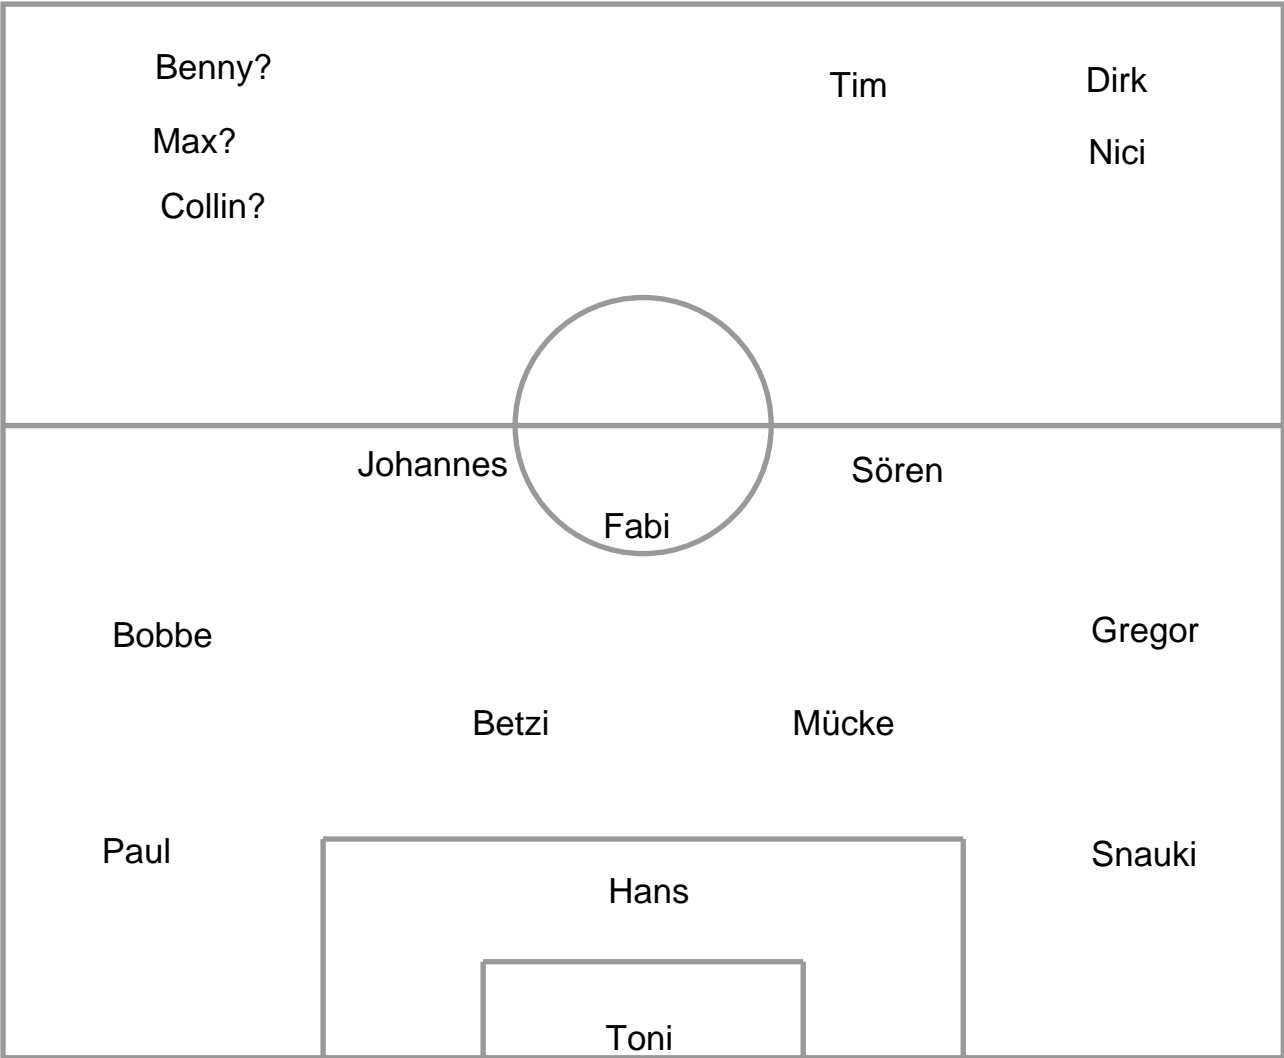 Benny?
Tim
Dirk
Max?
Nici
Collin?
Johannes
Sören
Fabi
Bobbe
Gregor
Betzi
Mücke
Paul
Snauki
Hans
Toni